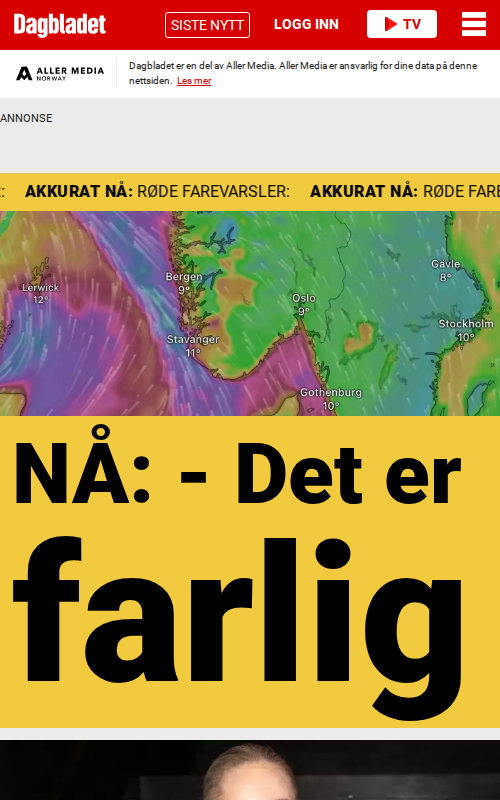 Dagbladet
SISTE NYTT
LOGG INN
TV
ALLER MEDIA
NORWAY
Dagbladet er en del av Aller Media. Aller Media er ansvarlig for dine data på denne
nettsiden. Les mer
ANNONSE
AKKURAT NÅ: RØDE FAREVARSLER: AKKURAT NÅ: RØDE FARE
Lerwick
12°
Bergen
9°
Oslo
9°
Gävle
8°
Stavanger
11°
Stockholm
10°
Gothenburg
10°
NÅ: - Det er
farlig